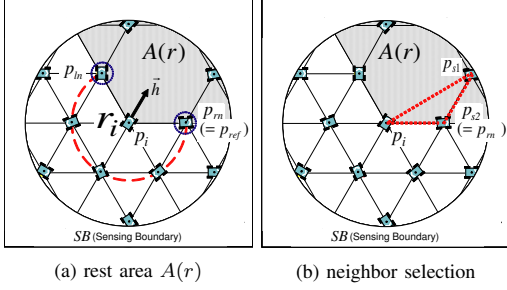 A(r)
p_ln
h⃗
r_i
p_i
p_rn
(= p_ref)
SB (Sensing Boundary)
(a) rest area A(r)
A(r)
p_s1
p_s2
(= p_rn)
p_i
SB (Sensing Boundary)
(b) neighbor selection